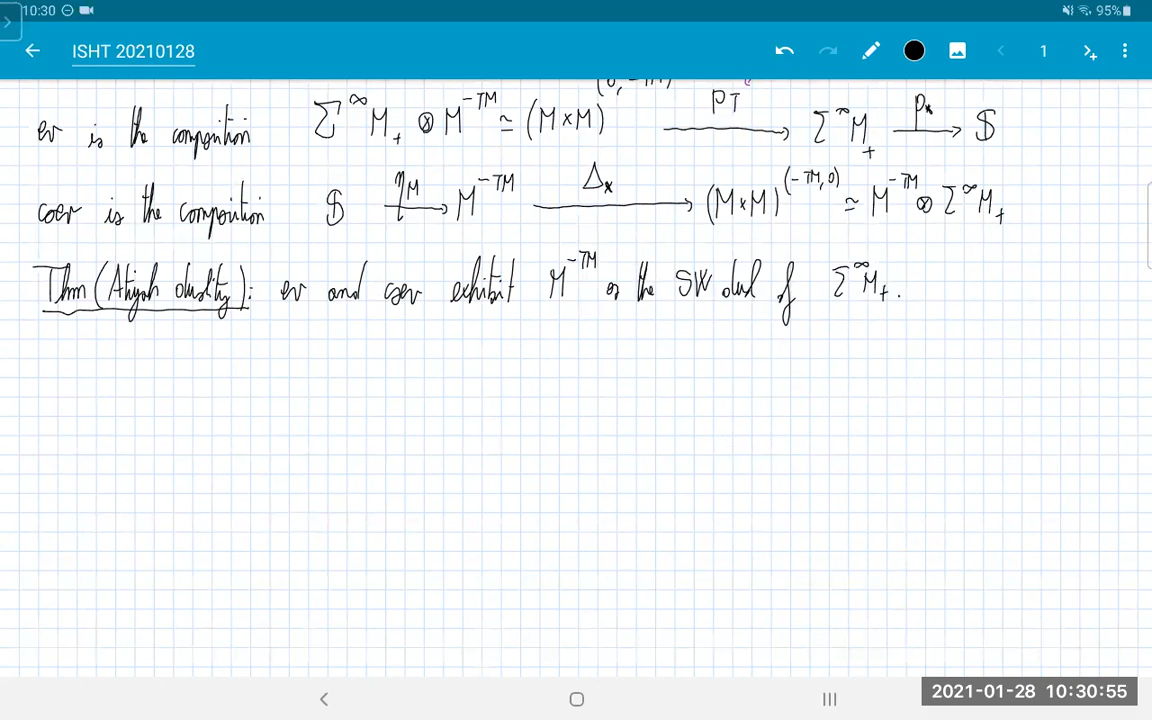 10:30 95%
ISHT 20210128 1
(0, -TM)
ev is the composition Σ^∞ M_+ ⊗ M^{-TM} ≃ (M×M) PT→ Σ^∞ M_+ p_*→ 𝕊
coev is the composition 𝕊 η_M→ M^{-TM} Δ_*→ (M×M)^{(-TM,0)} ≃ M^{-TM} ⊗ Σ^∞ M_+
Thm (Atiyah duality): ev and coev exhibit M^{-TM} as the SW dual of Σ^∞ M_+.
2021-01-28 10:30:55